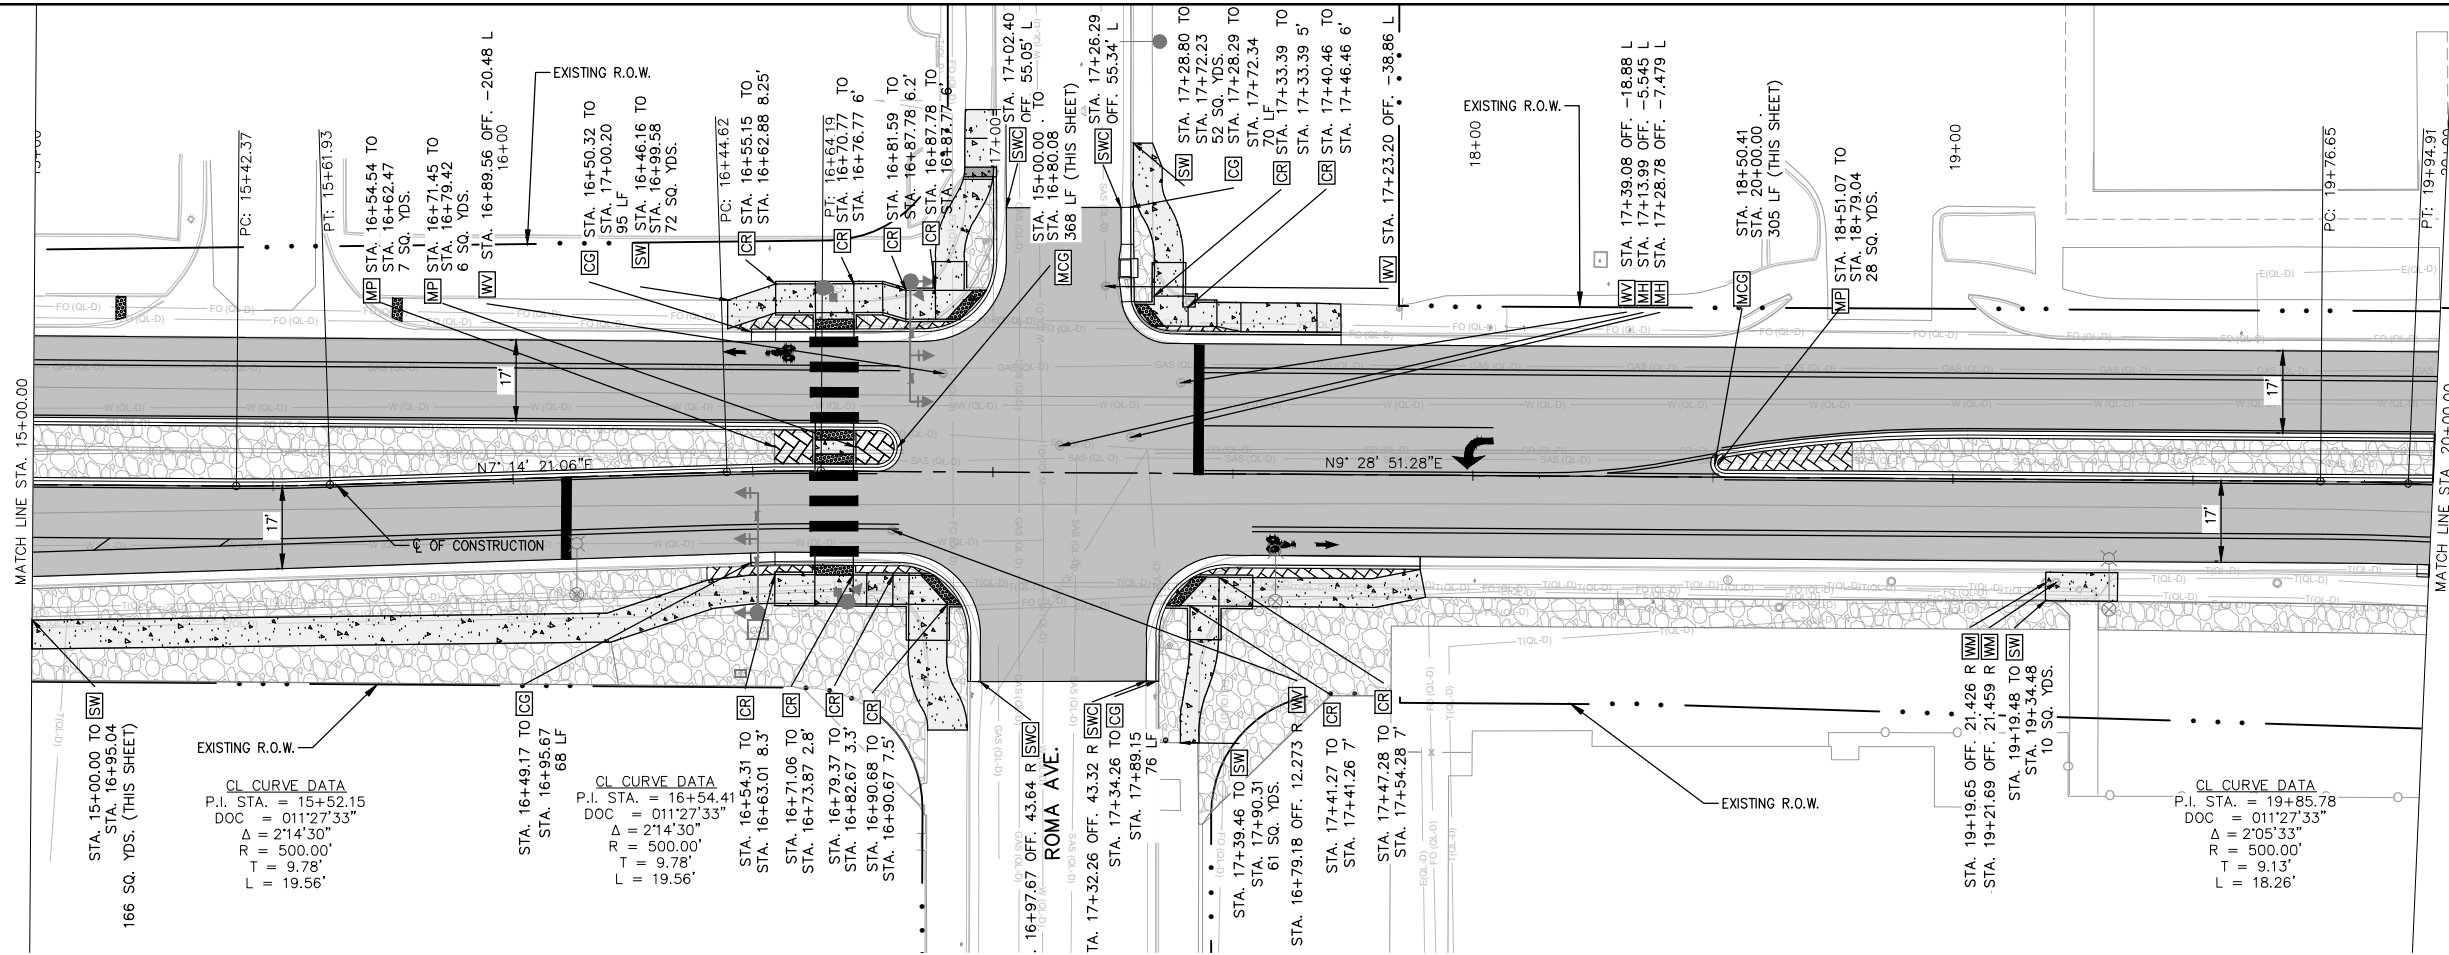 MATCH LINE STA. 15+00.00
PC: 15+42.37
PT: 15+61.93
MP STA. 16+54.54 TO
STA. 16+62.47
7 SQ. YDS.
MP STA. 16+71.45 TO
STA. 16+79.42
6 SQ. YDS.
WV STA. 16+89.56 OFF. -20.48 L
16+00
EXISTING R.O.W.
CG STA. 16+50.32 TO
STA. 17+00.20
95 LF
SW STA. 16+46.16 TO
STA. 16+99.58
72 SQ. YDS.
PC: 16+44.62
CR STA. 16+55.15 TO
STA. 16+62.88 8.25'
PT: 16+64.19
CR STA. 16+70.77 TO
STA. 16+76.77 6'
CR STA. 16+81.59 TO
STA. 16+87.78 6.2'
CR STA. 16+87.78 TO
STA. 16+87.77 6'
17+00
SWC STA. 17+02.40
OFF. 55.05' L
MCG STA. 15+00.00 . TO
STA. 16+80.08
368 LF (THIS SHEET)
SWC STA. 17+26.29
OFF. 55.34' L
SW STA. 17+28.80 TO
STA. 17+72.23
52 SQ. YDS.
CG STA. 17+28.29 TO
STA. 17+72.34
70 LF
CR STA. 17+33.39 TO
STA. 17+33.39 5'
CR STA. 17+40.46 TO
STA. 17+46.46 6'
WV STA. 17+23.20 OFF. -38.86 L
EXISTING R.O.W.
18+00
WV STA. 17+39.08 OFF. -18.88 L
MH STA. 17+13.99 OFF. -5.545 L
MH STA. 17+28.78 OFF. -7.479 L
MCG STA. 18+50.41
STA. 20+00.00 .
305 LF (THIS SHEET)
MP STA. 18+51.07 TO
STA. 18+79.04
28 SQ. YDS.
19+00
PC: 19+76.65
PT: 19+94.91
MATCH LINE STA. 20+00.00
17'
17'
17'
17'
N7° 14' 21.06"E
N9° 28' 51.28"E
℄ OF CONSTRUCTION
SW STA. 15+00.00 TO
STA. 16+95.04
166 SQ. YDS. (THIS SHEET)
EXISTING R.O.W.
CL CURVE DATA
P.I. STA. = 15+52.15
DOC = 011°27'33"
Δ = 2°14'30"
R = 500.00'
T = 9.78'
L = 19.56'
CG STA. 16+49.17 TO
STA. 16+95.67
68 LF
CL CURVE DATA
P.I. STA. = 16+54.41
DOC = 011°27'33"
Δ = 2°14'30"
R = 500.00'
T = 9.78'
L = 19.56'
CR STA. 16+54.31 TO
STA. 16+63.01 8.3'
CR STA. 16+71.06 TO
STA. 16+73.87 2.8'
CR STA. 16+79.37 TO
STA. 16+82.67 3.3'
CR STA. 16+90.68 TO
STA. 16+90.67 7.5'
SWC . 16+97.67 OFF. 43.64 R
ROMA AVE.
SWC TA. 17+32.26 OFF. 43.32 R
CG STA. 17+34.26 TO
STA. 17+89.15
76 LF
SW STA. 17+39.46 TO
STA. 17+90.31
61 SQ. YDS.
WV STA. 16+79.18 OFF. 12.273 R
CR STA. 17+41.27 TO
STA. 17+41.26 7'
CR STA. 17+47.28 TO
STA. 17+54.28 7'
EXISTING R.O.W.
WM STA. 19+19.65 OFF. 21.426 R
WM STA. 19+21.69 OFF. 21.459 R
SW STA. 19+19.48 TO
STA. 19+34.48
10 SQ. YDS.
CL CURVE DATA
P.I. STA. = 19+85.78
DOC = 011°27'33"
Δ = 2°05'33"
R = 500.00'
T = 9.13'
L = 18.26'